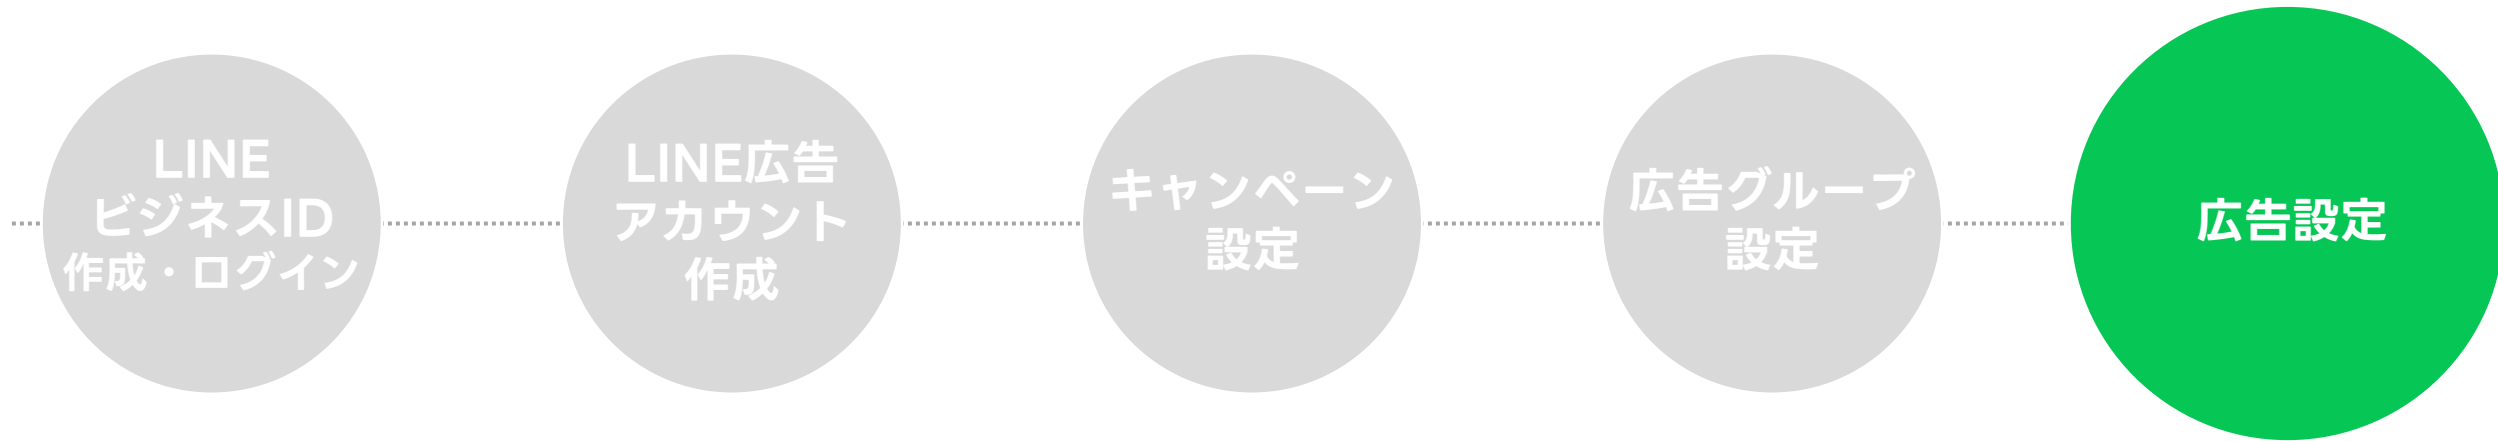 LINE
ビジネスID
作成・ログイン
LINE広告
アカウント
作成
キャンペーン
設定
広告グループ
設定
広告設定